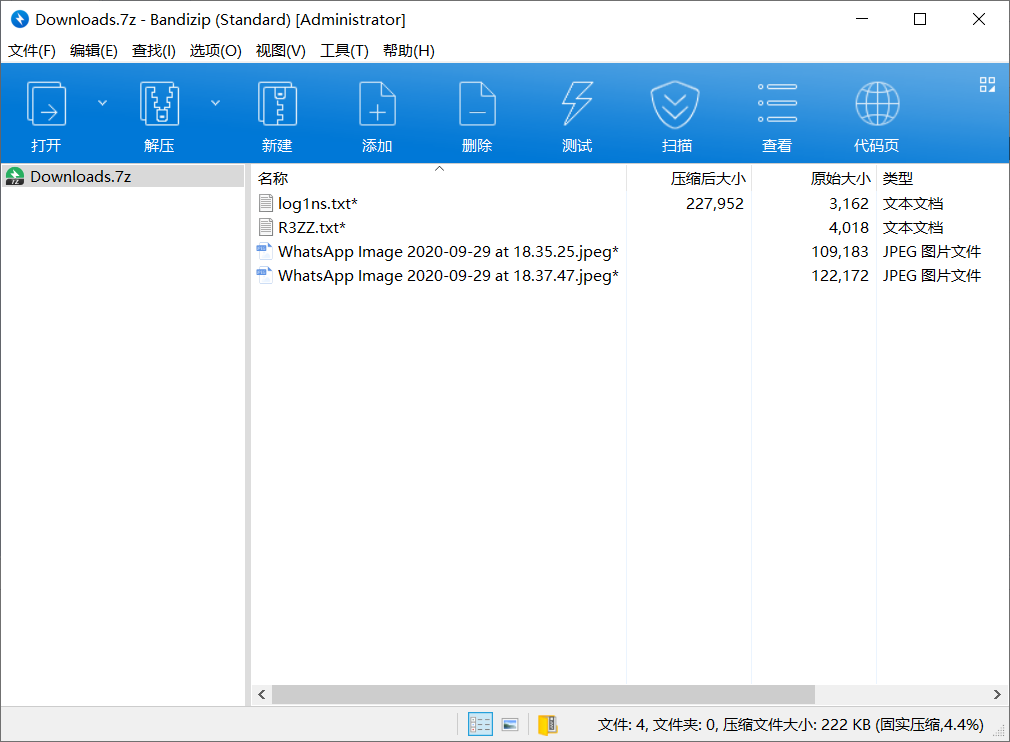 Downloads.7z - Bandizip (Standard) [Administrator]
文件(F) 编辑(E) 查找(I) 选项(O) 视图(V) 工具(T) 帮助(H)
打开 解压 新建 添加 删除 测试 扫描 查看 代码页
Downloads.7z
名称 压缩后大小 原始大小 类型
log1ns.txt* 227,952 3,162 文本文档
R3ZZ.txt* 4,018 文本文档
WhatsApp Image 2020-09-29 at 18.35.25.jpeg* 109,183 JPEG 图片文件
WhatsApp Image 2020-09-29 at 18.37.47.jpeg* 122,172 JPEG 图片文件
文件: 4, 文件夹: 0, 压缩文件大小: 222 KB (固实压缩,4.4%)